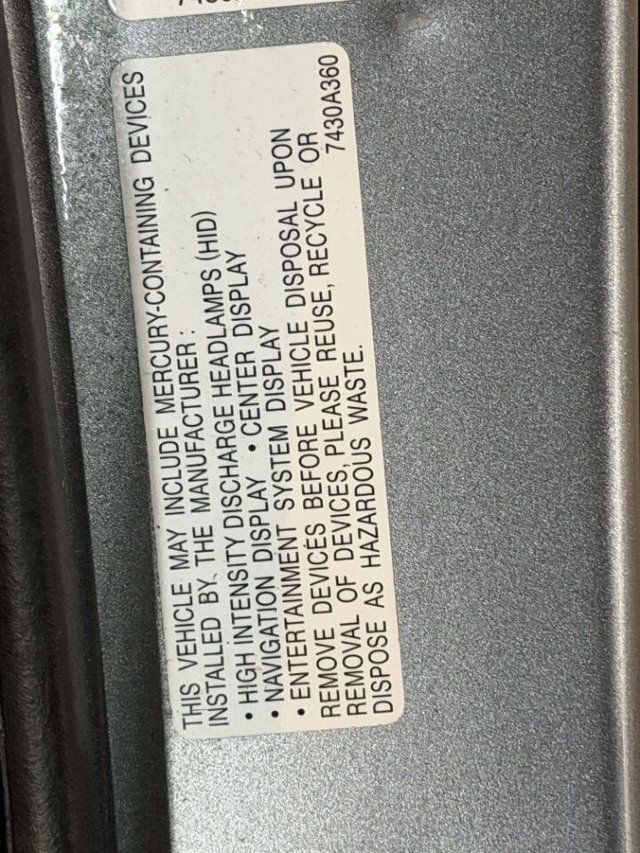 THIS VEHICLE MAY INCLUDE MERCURY-CONTAINING DEVICES
INSTALLED BY THE MANUFACTURER:
• HIGH INTENSITY DISCHARGE HEADLAMPS (HID)
• NAVIGATION DISPLAY • CENTER DISPLAY
• ENTERTAINMENT SYSTEM DISPLAY
REMOVE DEVICES BEFORE VEHICLE DISPOSAL UPON
REMOVAL OF DEVICES, PLEASE REUSE, RECYCLE OR
DISPOSE AS HAZARDOUS WASTE.
7430A360